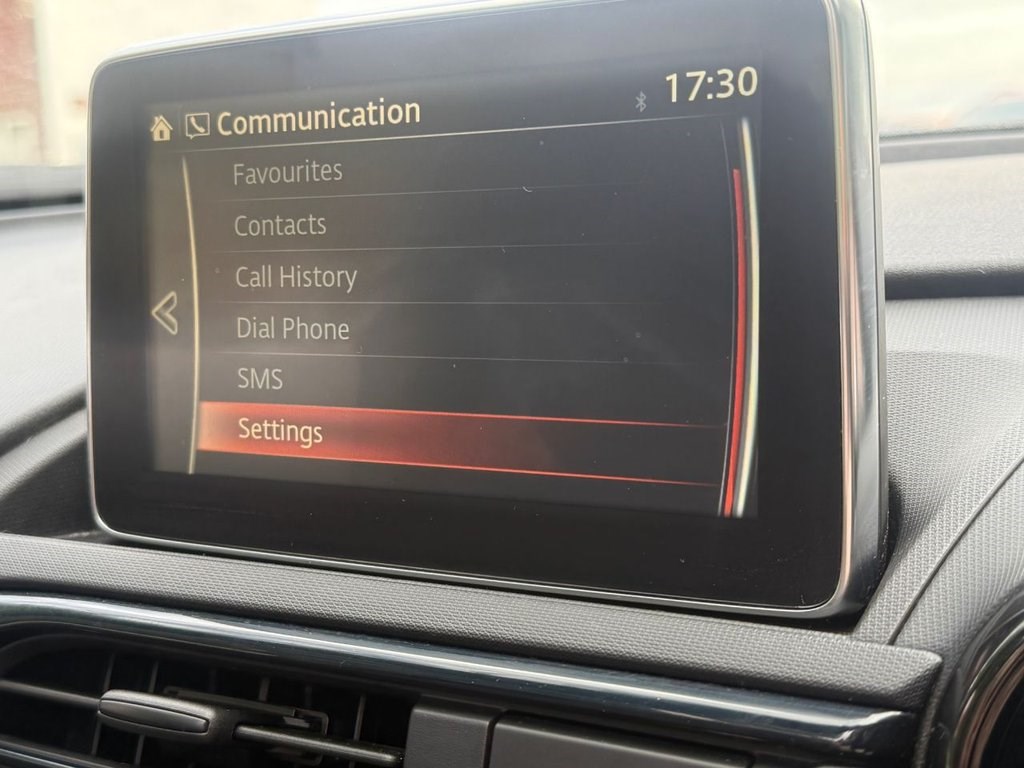 Communication 17:30
Favourites
Contacts
Call History
Dial Phone
SMS
Settings